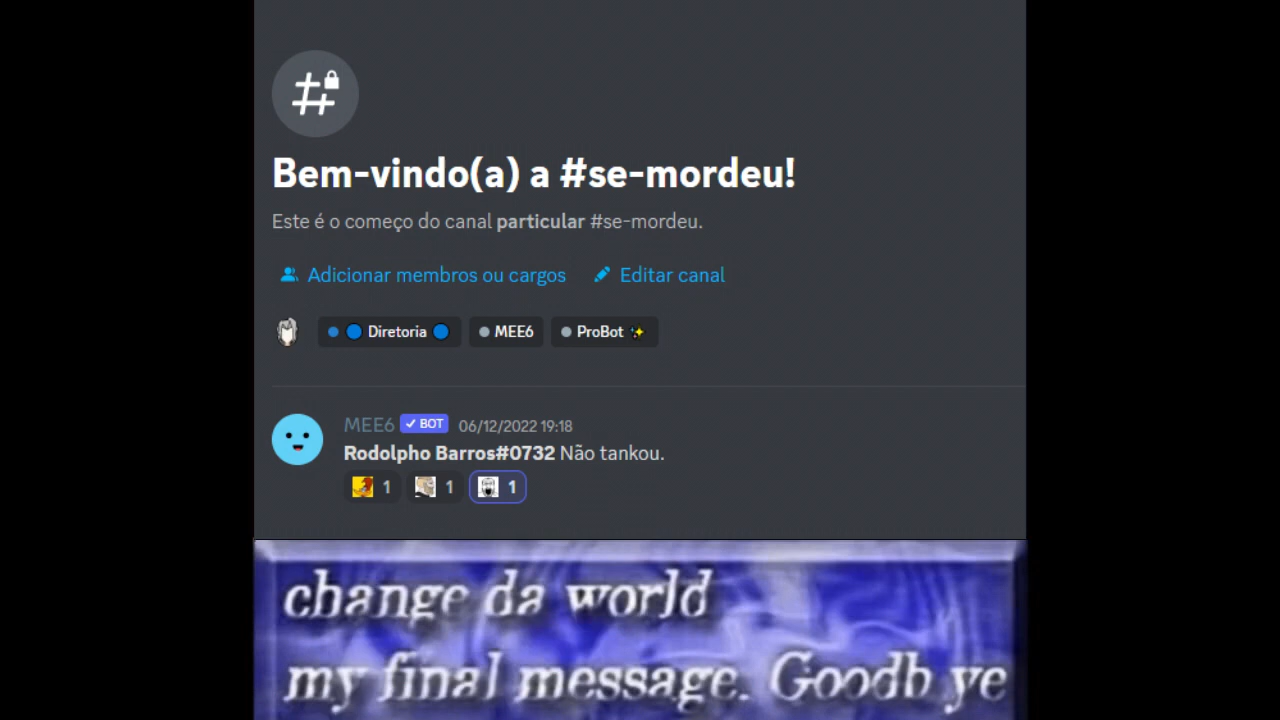 Bem-vindo(a) a #se-mordeu!
Este é o começo do canal particular #se-mordeu.
Adicionar membros ou cargos Editar canal
Diretoria MEE6 ProBot
MEE6 BOT 06/12/2022 19:18
Rodolpho Barros#0732 Não tankou.
1 1 1
change da world
my final message. Goodb ye